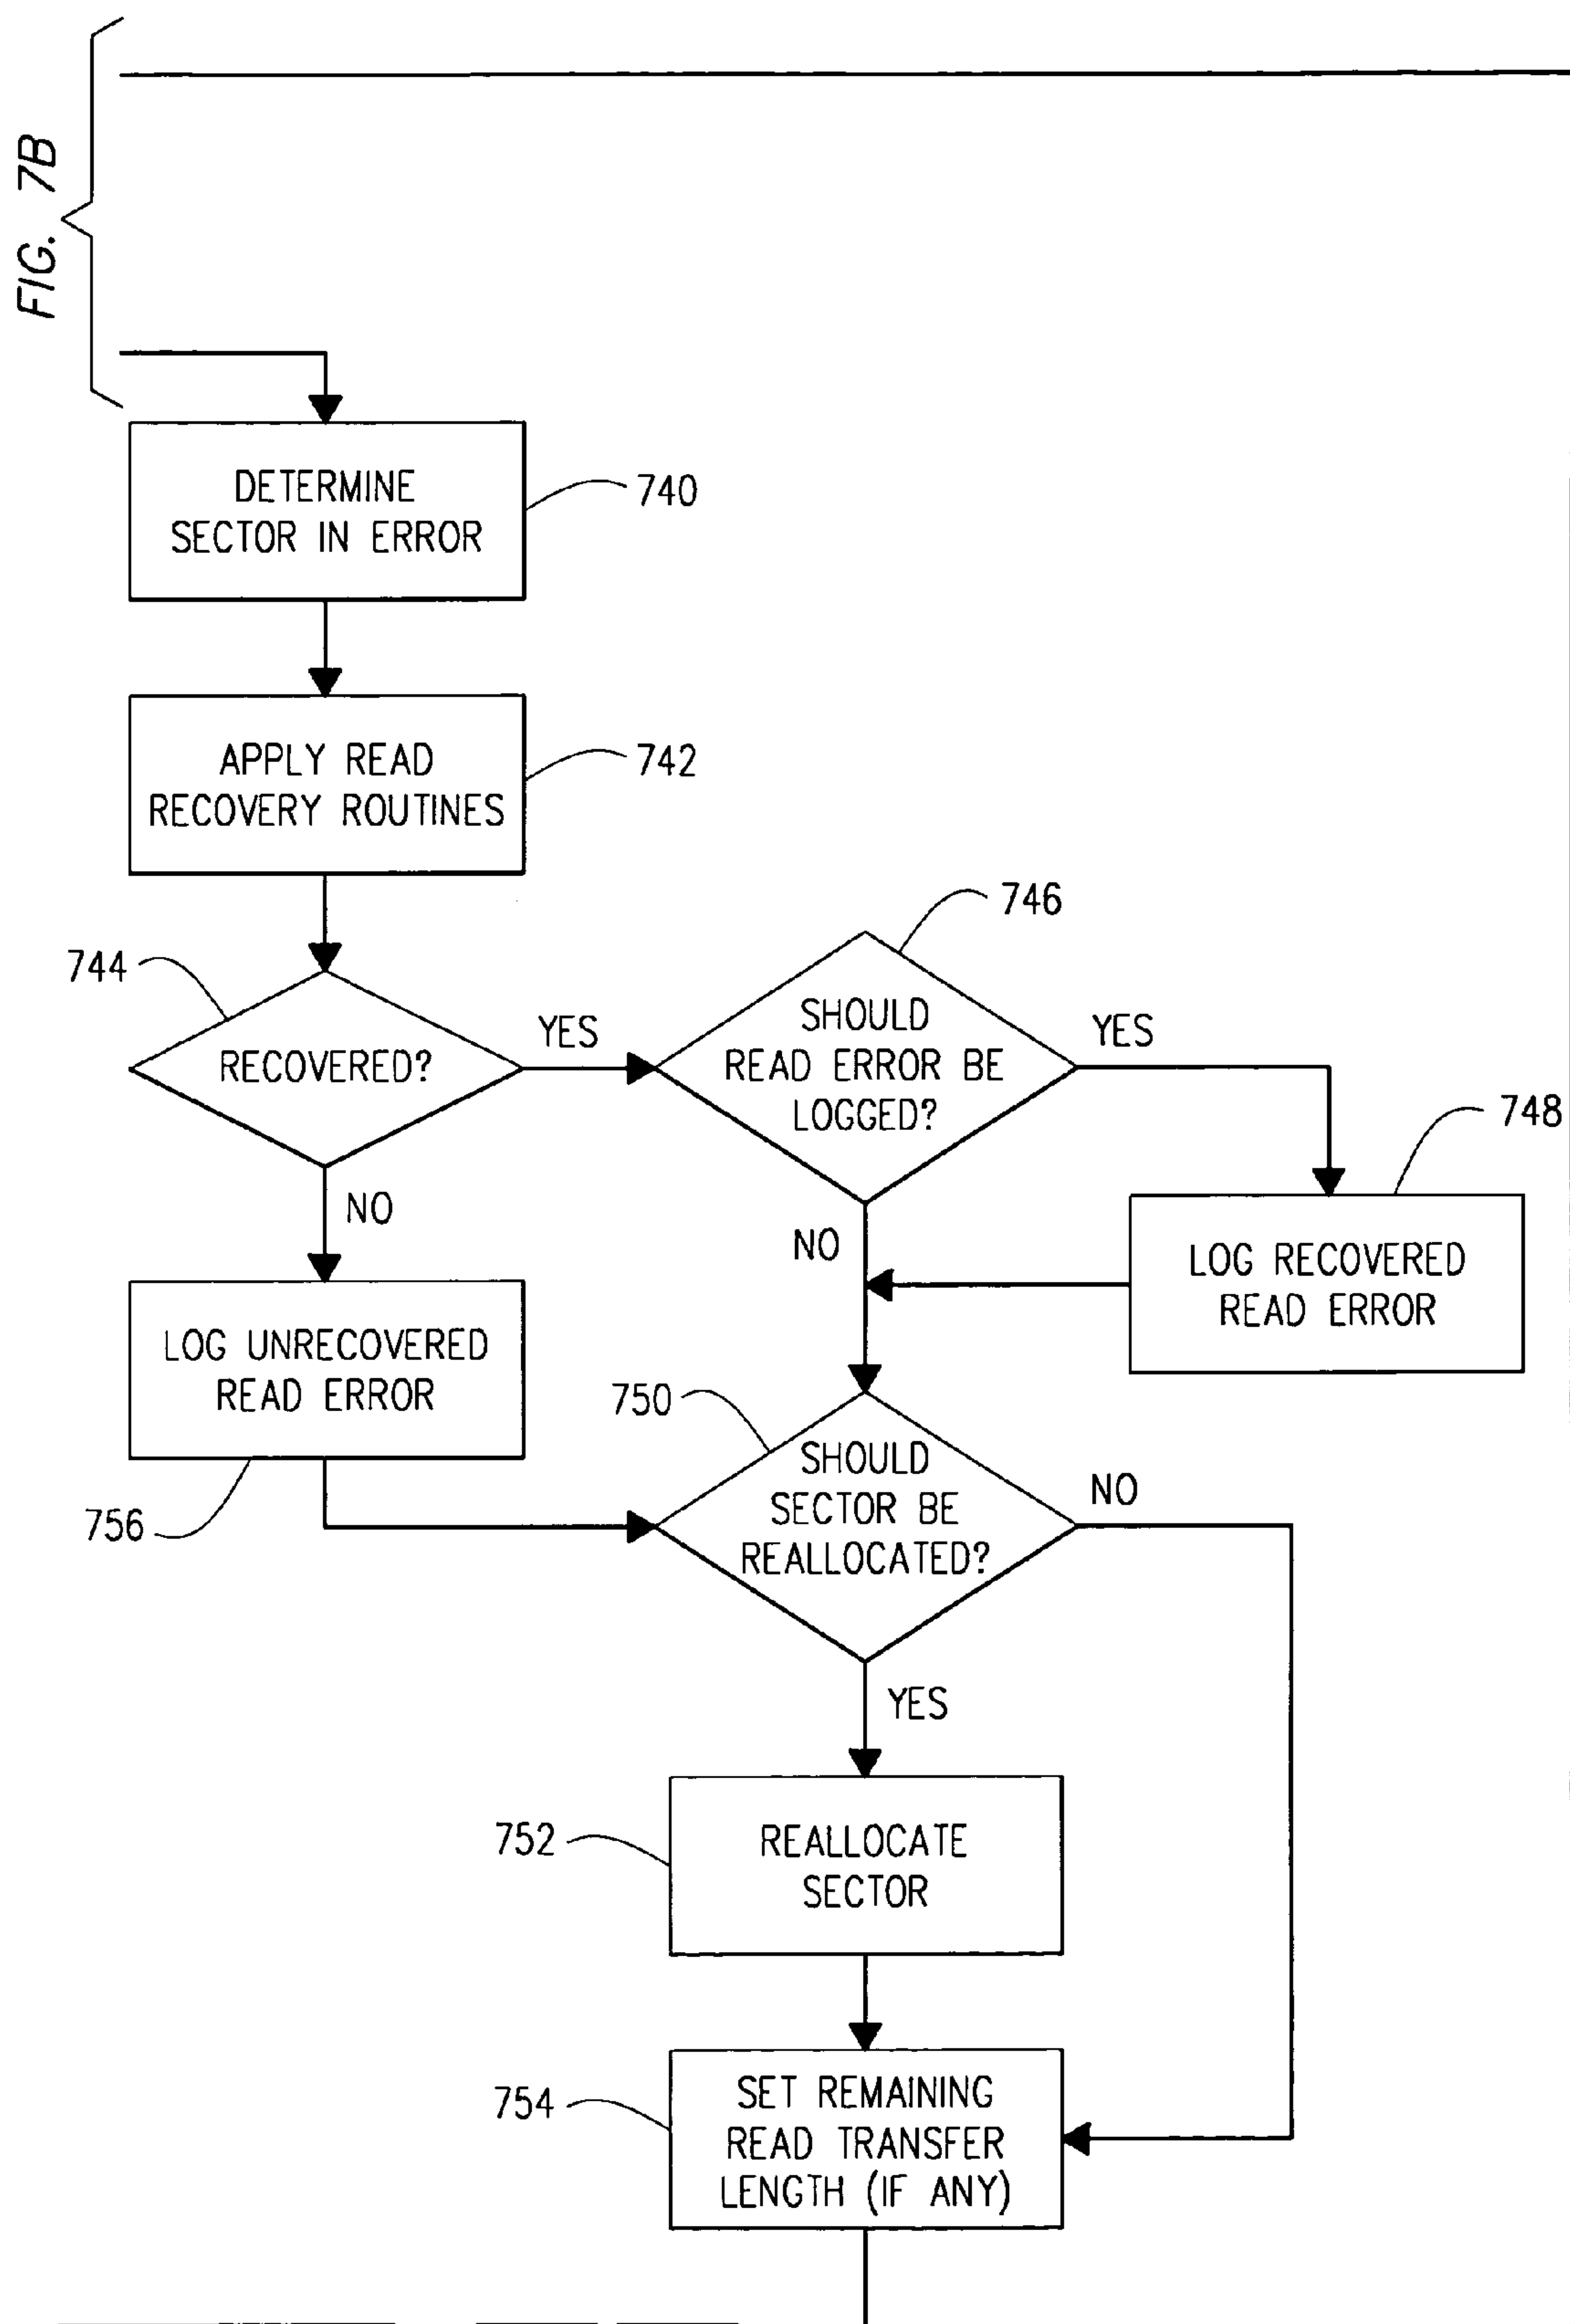 FIG. 7B
DETERMINE
SECTOR IN ERROR
740
APPLY READ
RECOVERY ROUTINES
742
744
RECOVERED?
YES
NO
746
SHOULD
READ ERROR BE
LOGGED?
YES
NO
748
LOG RECOVERED
READ ERROR
LOG UNRECOVERED
READ ERROR
756
750
SHOULD
SECTOR BE
REALLOCATED?
NO
YES
752
REALLOCATE
SECTOR
754
SET REMAINING
READ TRANSFER
LENGTH (IF ANY)